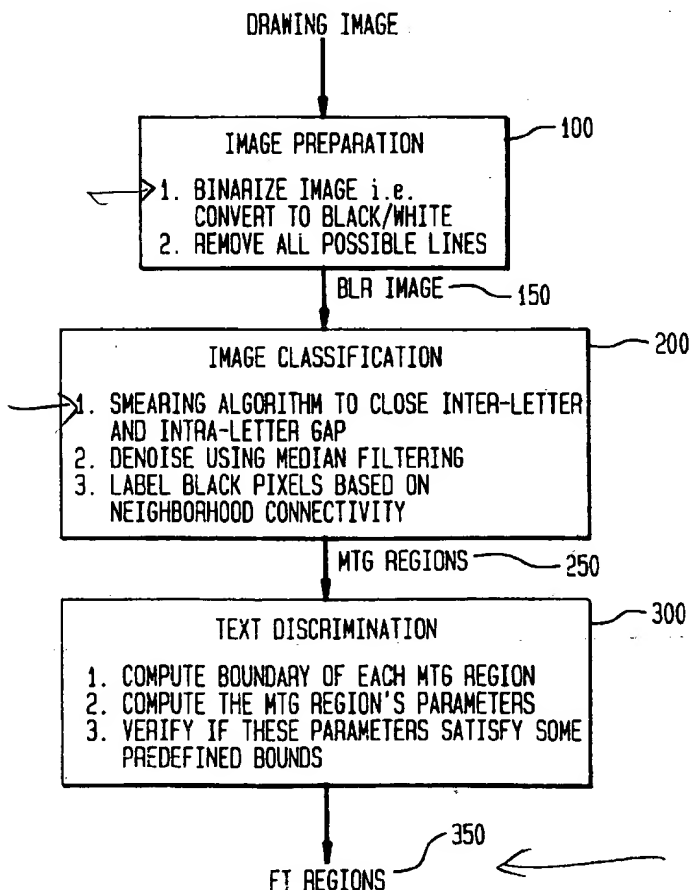 DRAWING IMAGE
100
IMAGE PREPARATION
1. BINARIZE IMAGE i.e.
CONVERT TO BLACK/WHITE
2. REMOVE ALL POSSIBLE LINES
BLR IMAGE 150
200
IMAGE CLASSIFICATION
1. SMEARING ALGORITHM TO CLOSE INTER-LETTER
AND INTRA-LETTER GAP
2. DENOISE USING MEDIAN FILTERING
3. LABEL BLACK PIXELS BASED ON
NEIGHBORHOOD CONNECTIVITY
MTG REGIONS 250
300
TEXT DISCRIMINATION
1. COMPUTE BOUNDARY OF EACH MTG REGION
2. COMPUTE THE MTG REGION'S PARAMETERS
3. VERIFY IF THESE PARAMETERS SATISFY SOME
PREDEFINED BOUNDS
350
FT REGIONS